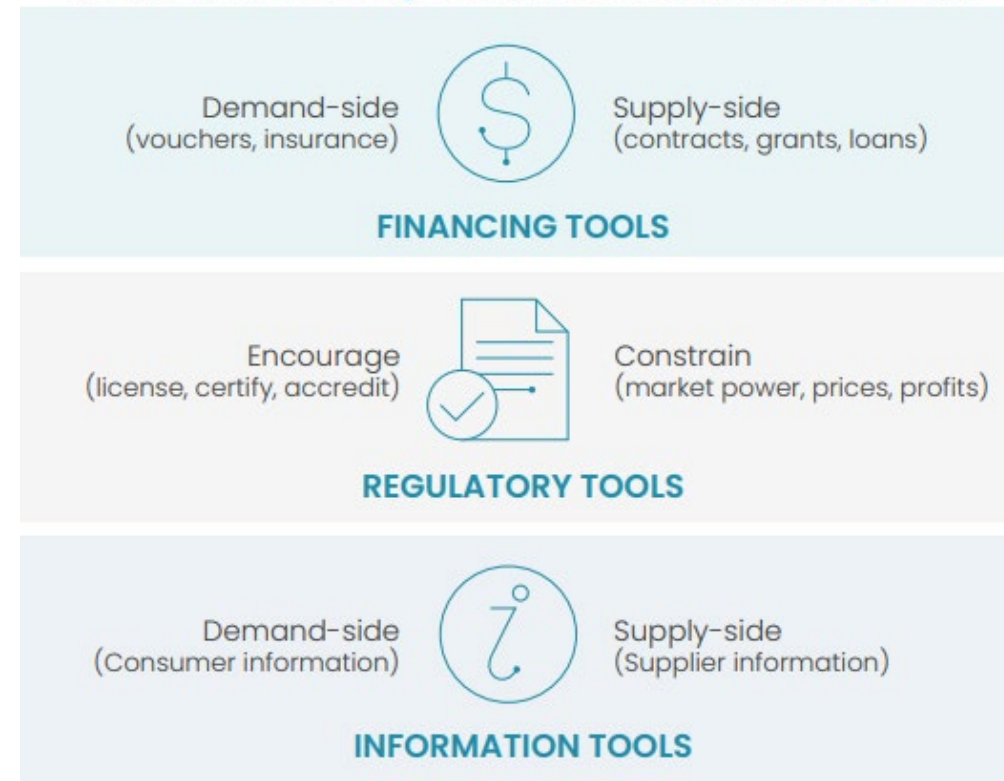 Demand-side
(vouchers, insurance)
Supply-side
(contracts, grants, loans)
FINANCING TOOLS
Encourage
(license, certify, accredit)
Constrain
(market power, prices, profits)
REGULATORY TOOLS
Demand-side
(Consumer information)
Supply-side
(Supplier information)
INFORMATION TOOLS